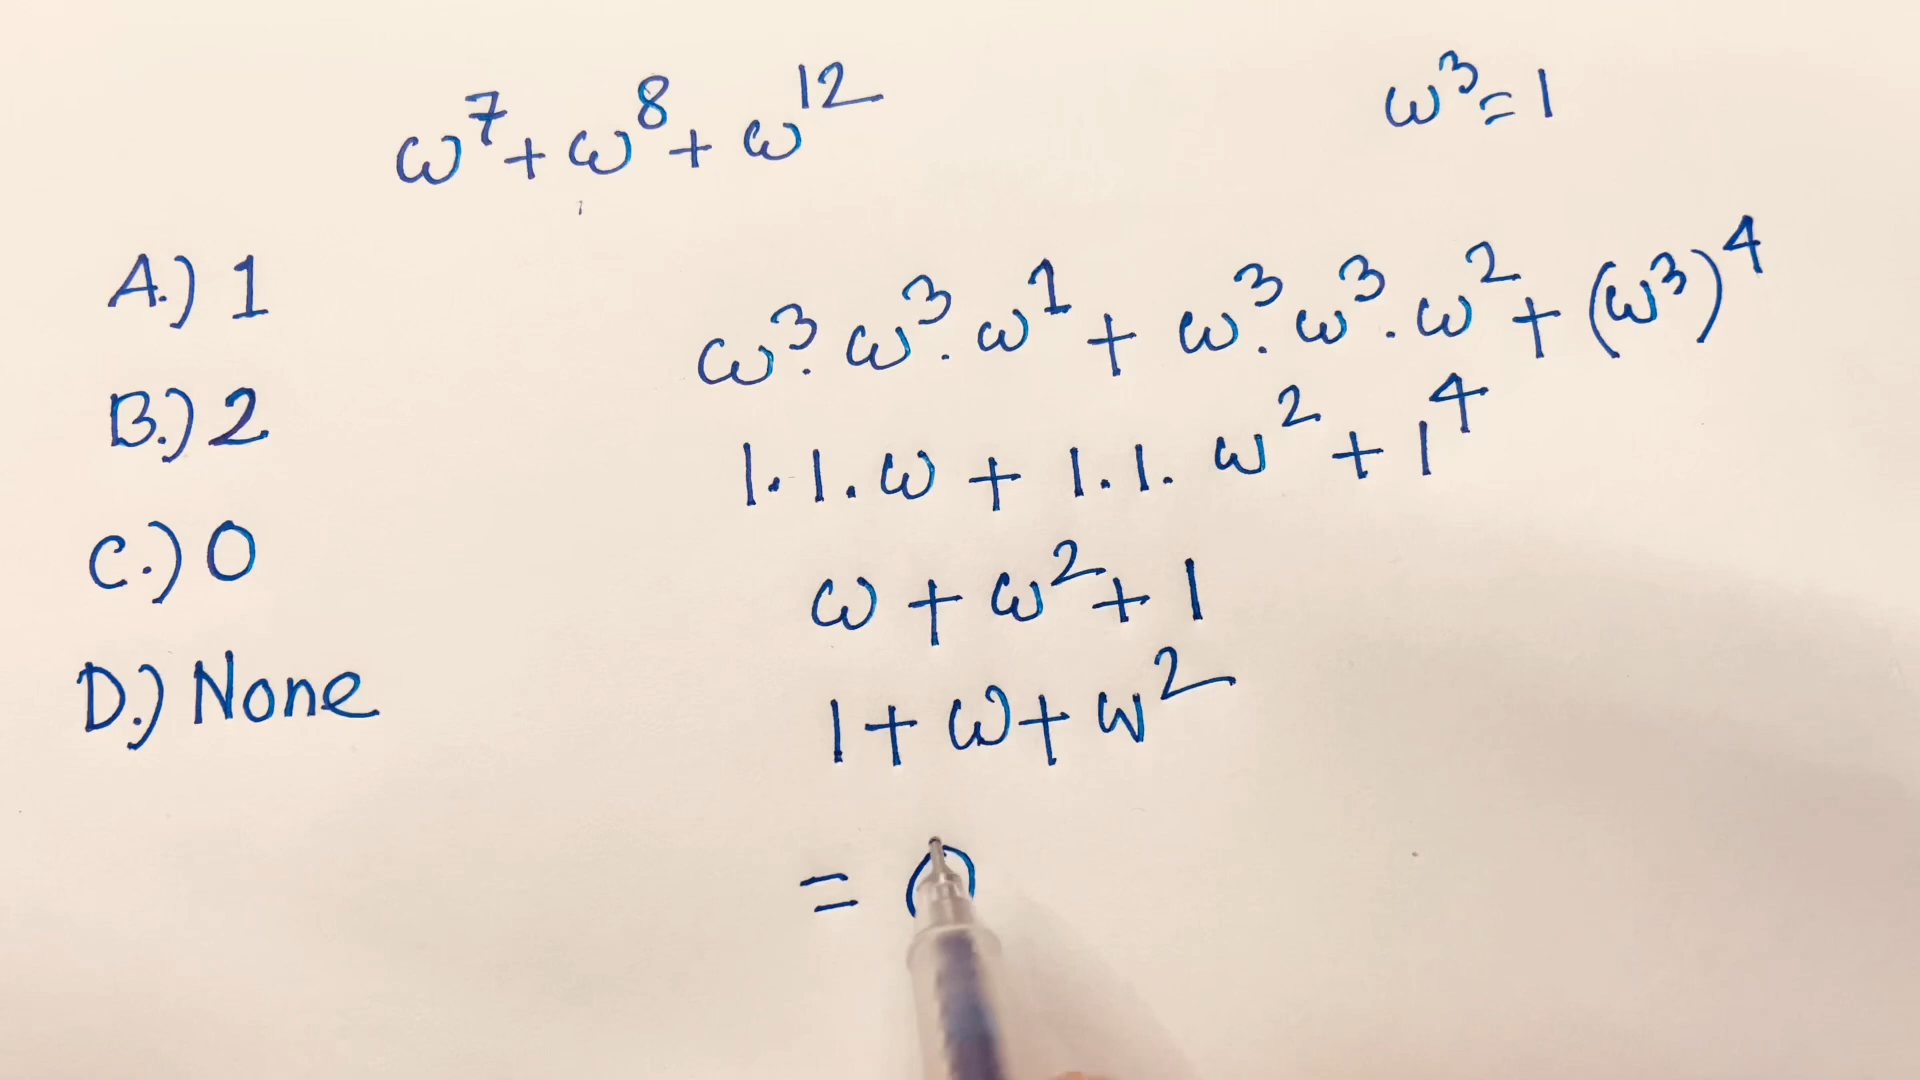 ω⁷ + ω⁸ + ω¹²
ω³ = 1
A.) 1
B.) 2
C.) 0
D.) None
ω³. ω³. ω¹ + ω³. ω³. ω² + (ω³)⁴
1.1. ω + 1.1. ω² + 1⁴
ω + ω² + 1
1 + ω + ω²
= 0